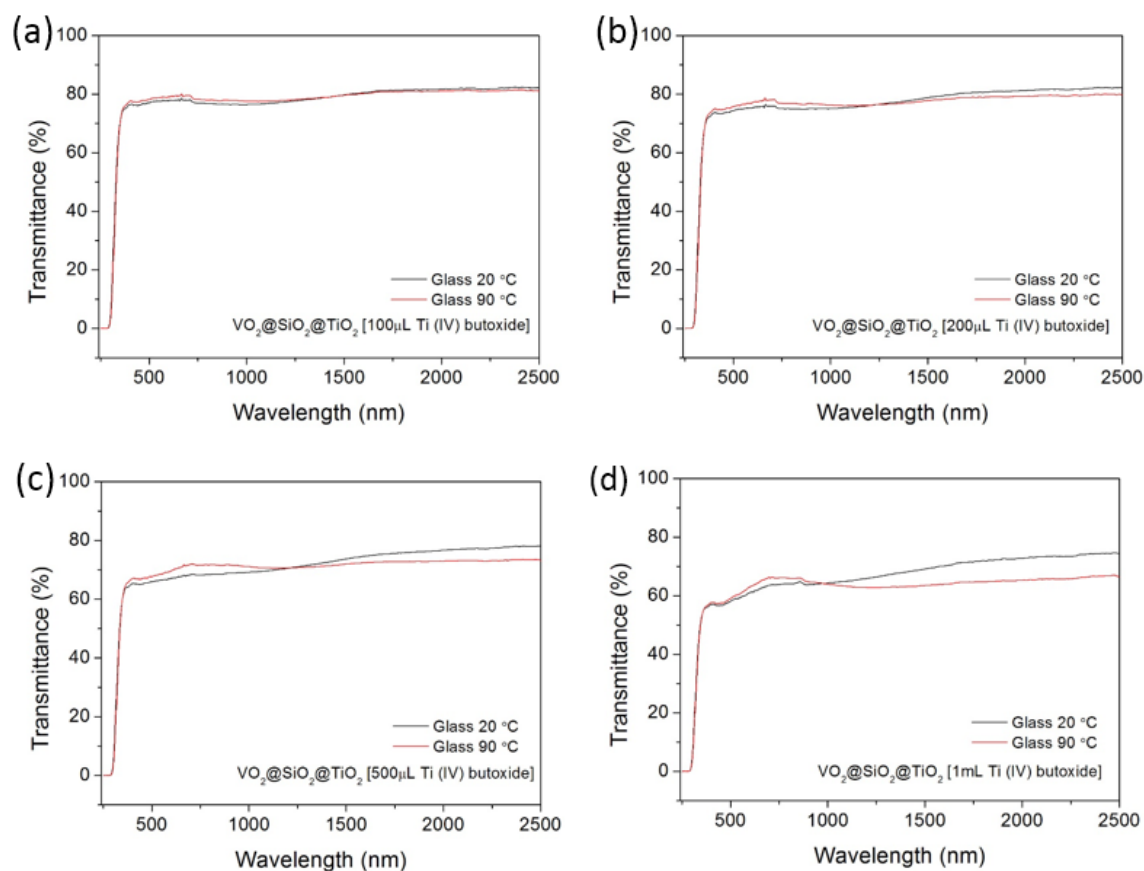 (a)
100
80
60
40
20
0
Transmittance (%)
Glass 20 °C
Glass 90 °C
VO₂@SiO₂@TiO₂ [100μL Ti (IV) butoxide]
500
1000
1500
2000
2500
Wavelength (nm)
(b)
100
80
60
40
20
0
Transmittance (%)
Glass 20 °C
Glass 90 °C
VO₂@SiO₂@TiO₂ [200μL Ti (IV) butoxide]
500
1000
1500
2000
2500
Wavelength (nm)
(c)
100
80
60
40
20
0
Transmittance (%)
Glass 20 °C
Glass 90 °C
VO₂@SiO₂@TiO₂ [500μL Ti (IV) butoxide]
500
1000
1500
2000
2500
Wavelength (nm)
(d)
100
80
60
40
20
0
Transmittance (%)
Glass 20 °C
Glass 90 °C
VO₂@SiO₂@TiO₂ [1mL Ti (IV) butoxide]
500
1000
1500
2000
2500
Wavelength (nm)